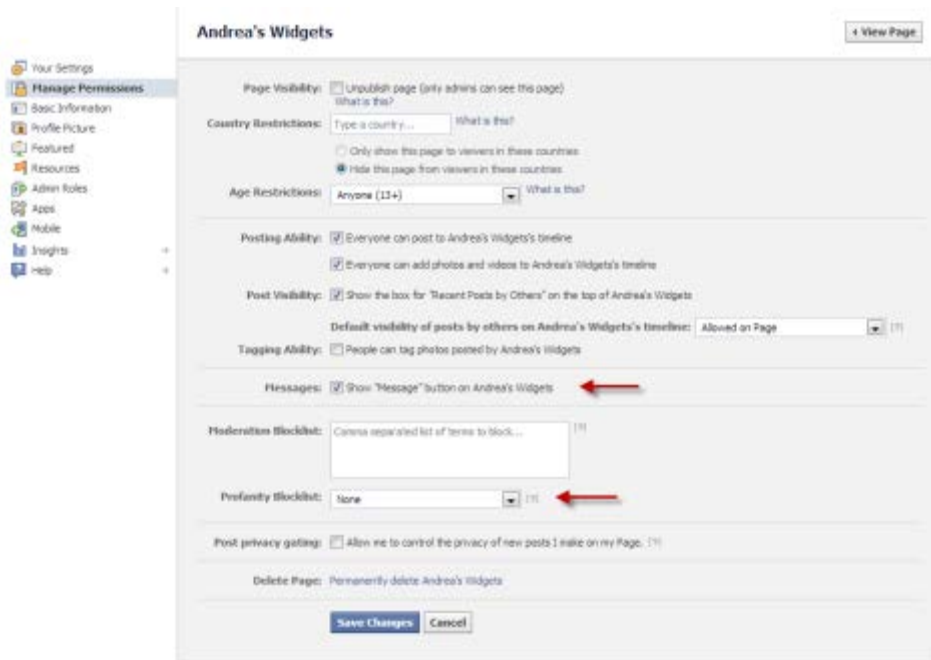 Andrea's Widgets
View Page
Your Settings
Manage Permissions
Basic Information
Profile Picture
Featured
Resources
Admin Roles
Apps
Mobile
Insights
Help
Page Visibility: Unpublish page (only admins can see this page)
What is this?
Country Restrictions: Type a country... What is this?
Only show this page to viewers in these countries
Hide this page from viewers in these countries
Age Restrictions: Anyone (13+) What is this?
Posting Ability: Everyone can post to Andrea's Widgets's timeline
Everyone can add photos and videos to Andrea's Widgets's timeline
Post Visibility: Show the box for "Recent Posts by Others" on the top of Andrea's Widgets
Default visibility of posts by others on Andrea's Widgets's timeline: Allowed on Page [?]
Tagging Ability: People can tag photos posted by Andrea's Widgets
Messages: Show "Message" button on Andrea's Widgets
Moderation Blocklist: Comma separated list of terms to block... [?]
Profanity Blocklist: None [?]
Post privacy gating: Allow me to control the privacy of new posts I make on my Page. [?]
Delete Page: Permanently delete Andrea's Widgets
Save Changes Cancel